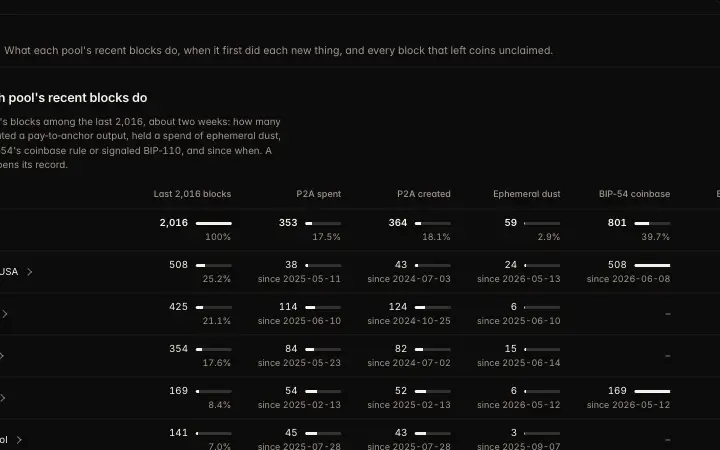 What each pool's recent blocks do, when it first did each new thing, and every block that left coins unclaimed.
h pool's recent blocks do
's blocks among the last 2,016, about two weeks: how many
ted a pay-to-anchor output, held a spend of ephemeral dust,
54's coinbase rule or signaled BIP-110, and since when. A
pens its record.
Last 2,016 blocks P2A spent P2A created Ephemeral dust BIP-54 coinbase
2,016 353 364 59 801
100% 17.5% 18.1% 2.9% 39.7%
USA > 508 38 43 24 508
25.2% since 2025-05-11 since 2024-07-03 since 2026-05-13 since 2026-06-08
> 425 114 124 6 –
21.1% since 2025-06-10 since 2024-10-25 since 2025-06-10
> 354 84 82 15 –
17.6% since 2025-05-23 since 2024-07-02 since 2025-06-14
> 169 54 52 6 169
8.4% since 2025-02-13 since 2025-02-13 since 2026-05-12 since 2026-05-12
ol > 141 45 43 3 –
7.0% since 2025-07-28 since 2025-07-28 since 2025-09-07